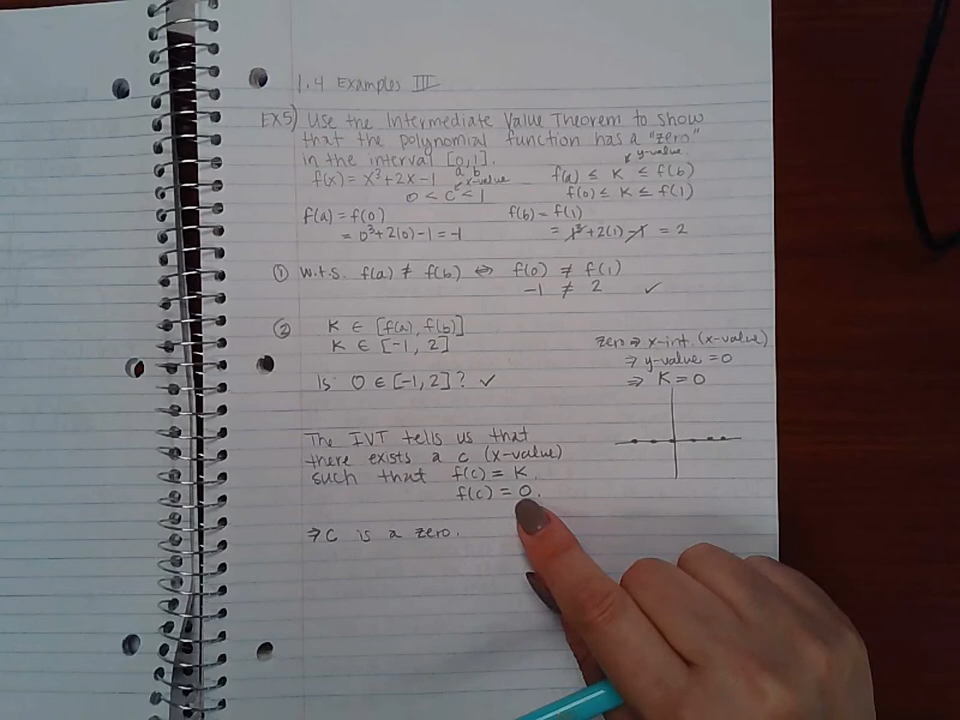 1.4 Examples III
EX5) Use the Intermediate Value Theorem to show
that the polynomial function has a "zero"
in the interval [0,1].
a b
y-value
f(x) = x³+2x-1
x-value
f(a) ≤ K ≤ f(b)
0 < c < 1
f(0) ≤ K ≤ f(1)
f(a) = f(0)
f(b) = f(1)
= 0³+2(0)-1 = -1
= 1³+2(1)-1 = 2
① W.T.S. f(a) ≠ f(b) ⇔ f(0) ≠ f(1)
-1 ≠ 2 ✓
② K ∈ [f(a), f(b)]
K ∈ [-1, 2]
zero ⇒ x-int. (x-value)
⇒ y-value = 0
⇒ K = 0
Is 0 ∈ [-1, 2]? ✓
The IVT tells us that
there exists a c (x-value)
such that f(c) = K.
f(c) = 0.
⇒ C is a zero.